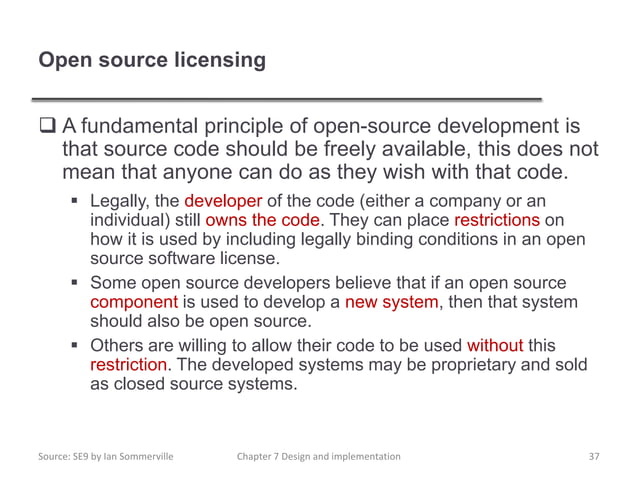 Open source licensing
❑ A fundamental principle of open-source development is
that source code should be freely available, this does not
mean that anyone can do as they wish with that code.
▪ Legally, the developer of the code (either a company or an
individual) still owns the code. They can place restrictions on
how it is used by including legally binding conditions in an open
source software license.
▪ Some open source developers believe that if an open source
component is used to develop a new system, then that system
should also be open source.
▪ Others are willing to allow their code to be used without this
restriction. The developed systems may be proprietary and sold
as closed source systems.
Source: SE9 by Ian Sommerville Chapter 7 Design and implementation 37